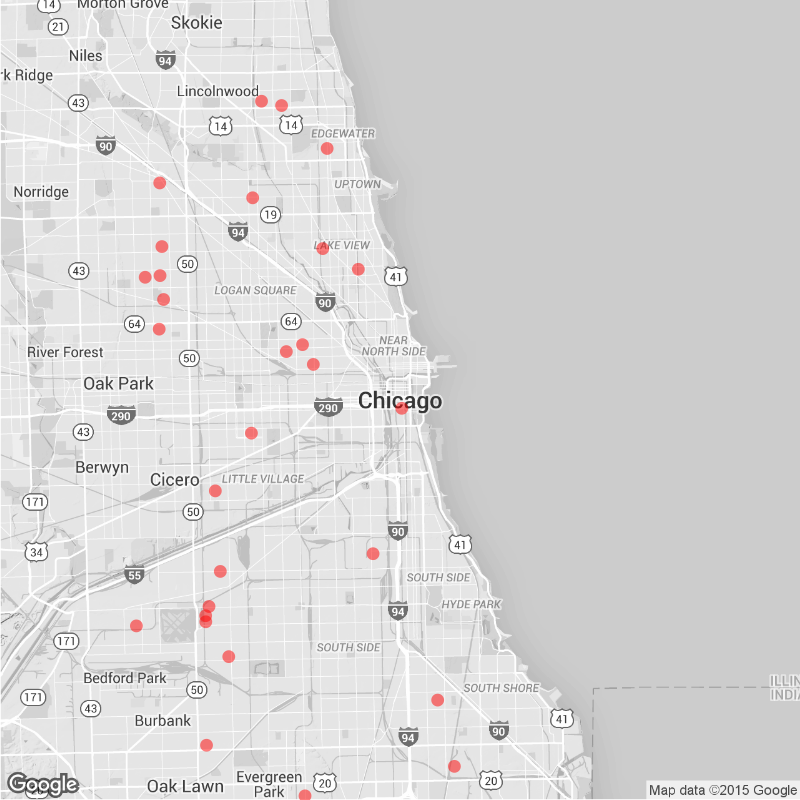 Morton Grove
14
21
Skokie
Niles
94
rk Ridge
43
Lincolnwood
14
14
EDGEWATER
90
Norridge
UPTOWN
19
94
LAKE VIEW
43
50
41
LOGAN SQUARE
90
64
64
River Forest
50
NEAR
NORTH SIDE
Oak Park
290
290
Chicago
43
Berwyn
Cicero
LITTLE VILLAGE
171
50
34
90
41
55
SOUTH SIDE
HYDE PARK
94
171
SOUTH SIDE
Bedford Park
171
43
50
SOUTH SHORE
ILLIN
INDIA
Burbank
94
90
41
Oak Lawn
Evergreen
Park
20
20
Google
Map data ©2015 Google